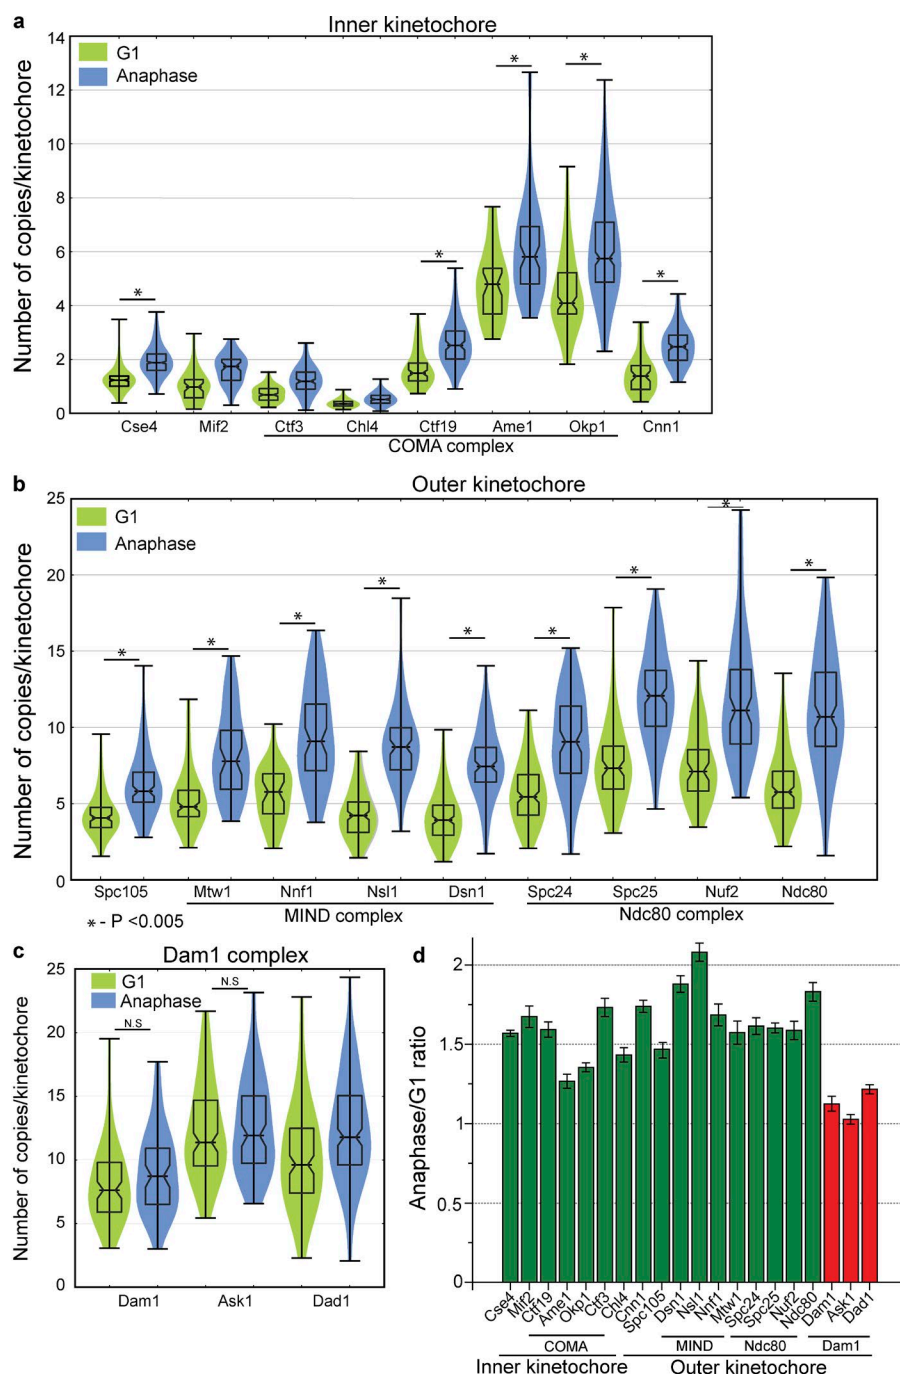 a
Inner kinetochore
Number of copies/kinetochore
14
12
10
8
6
4
2
0
G1
Anaphase
*
*
*
*
*
Cse4 Mif2 Ctf3 Chl4 Ctf19 Ame1 Okp1 Cnn1
COMA complex
b
Outer kinetochore
Number of copies/kinetochore
25
20
15
10
5
0
G1
Anaphase
*
*
*
*
*
*
*
*
*
Spc105 Mtw1 Nnf1 Nsl1 Dsn1 Spc24 Spc25 Nuf2 Ndc80
MIND complex Ndc80 complex
*- P <0.005
c
Dam1 complex
Number of copies/kinetochore
25
20
15
10
5
0
G1
Anaphase
N.S
N.S
Dam1 Ask1 Dad1
d
Anaphase/G1 ratio
2
1.5
1
0.5
0
Cse4 Mif2 Ctf19 Ame1 Okp1 Ctf3 Chl4 Cnn1 Spc105 Dsn1 Nsl1 Nnf1 Mtw1 Spc24 Spc25 Nuf2 Ndc80 Dam1 Ask1 Dad1
COMA MIND Ndc80 Dam1
Inner kinetochore Outer kinetochore